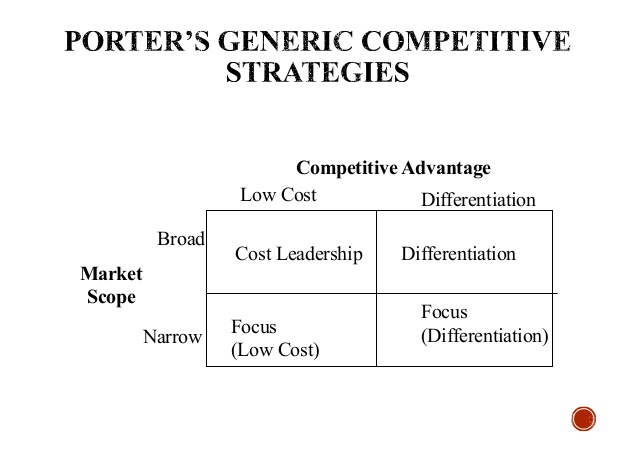 PORTER'S GENERIC COMPETITIVE
STRATEGIES
Competitive Advantage
Low Cost
Differentiation
Broad
Cost Leadership
Differentiation
Market
Scope
Narrow
Focus
(Low Cost)
Focus
(Differentiation)